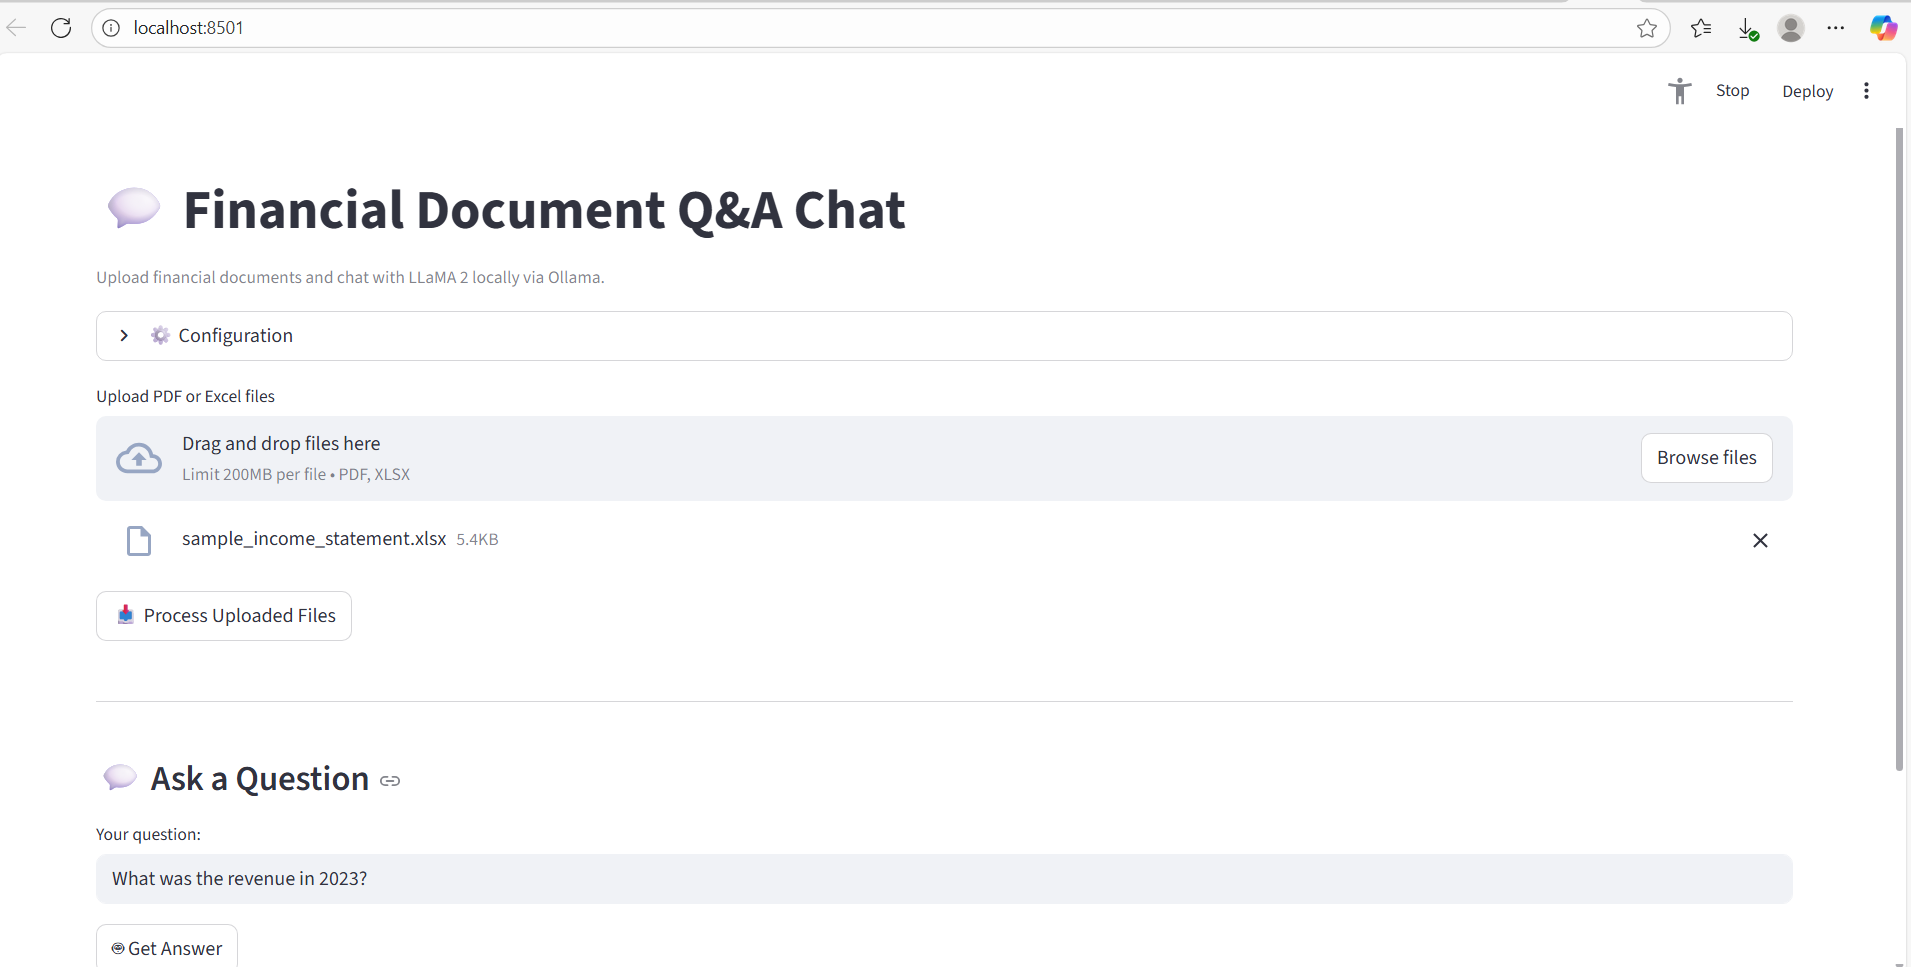 localhost:8501
Stop Deploy
Financial Document Q&A Chat
Upload financial documents and chat with LLaMA 2 locally via Ollama.
Configuration
Upload PDF or Excel files
Drag and drop files here
Limit 200MB per file • PDF, XLSX
Browse files
sample_income_statement.xlsx 5.4KB
Process Uploaded Files
Ask a Question
Your question:
What was the revenue in 2023?
Get Answer